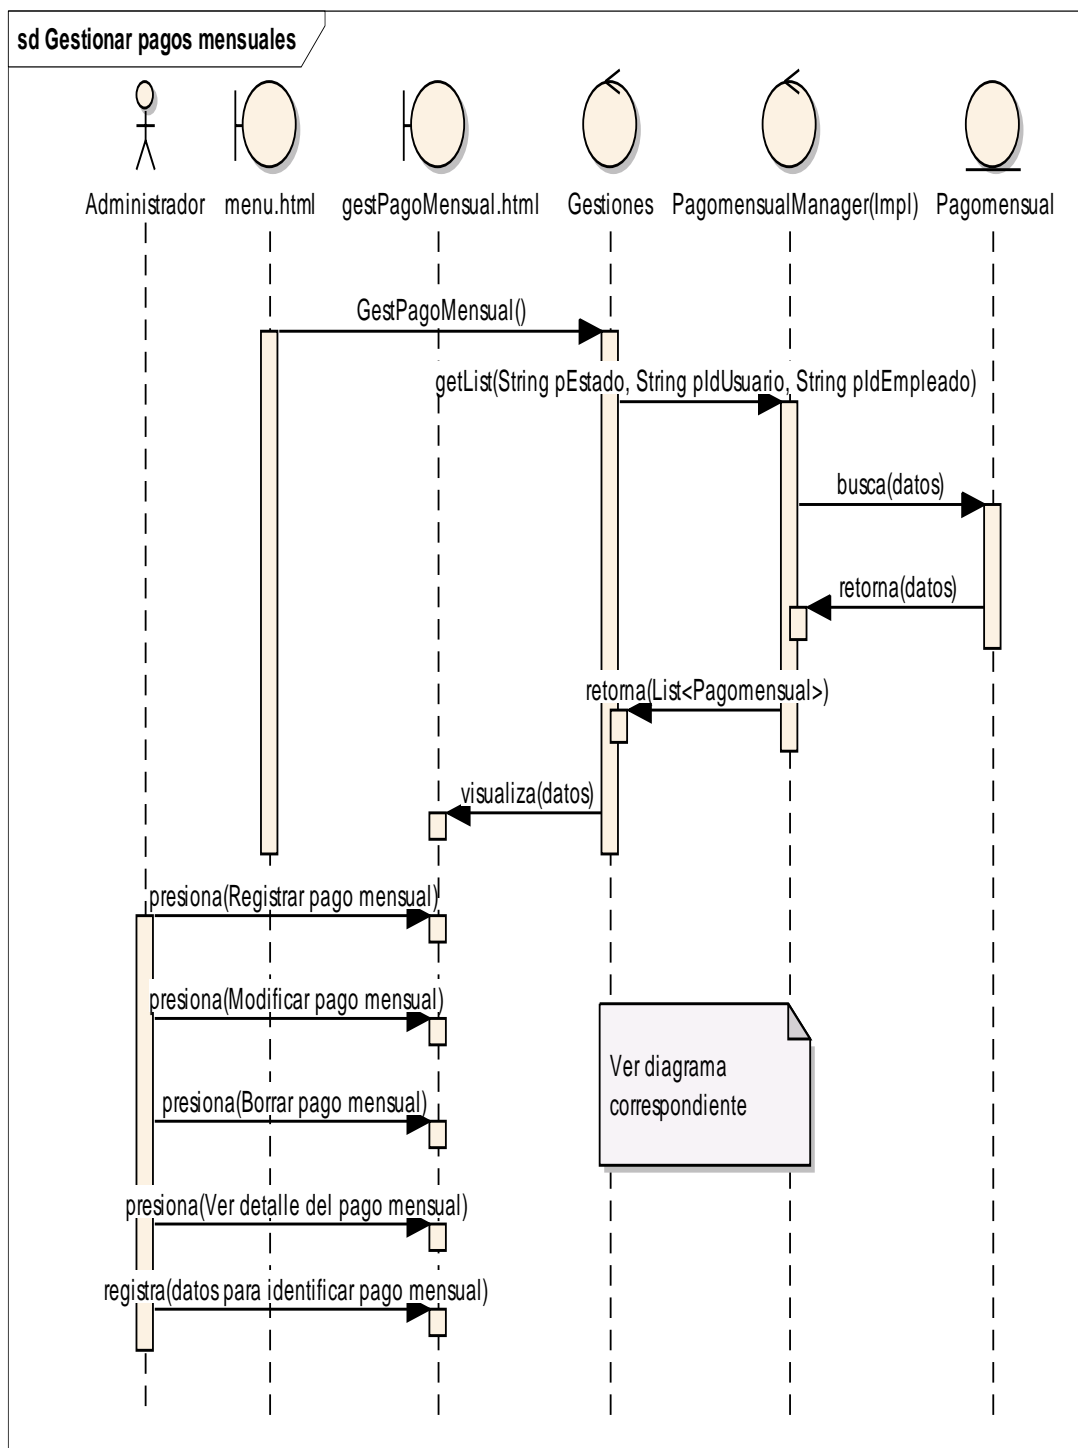 sd Gestionar pagos mensuales
Administrador
menu.html
gestPagoMensual.html
Gestiones
PagomensualManager(Impl)
Pagomensual
GestPagoMensual()
getList(String pEstado, String pIdUsuario, String pIdEmpleado)
busca(datos)
retorna(datos)
retorna(List<Pagomensual>)
visualiza(datos)
presiona(Registrar pago mensual)
presiona(Modificar pago mensual)
Ver diagrama
correspondiente
presiona(Borrar pago mensual)
presiona(Ver detalle del pago mensual)
registra(datos para identificar pago mensual)